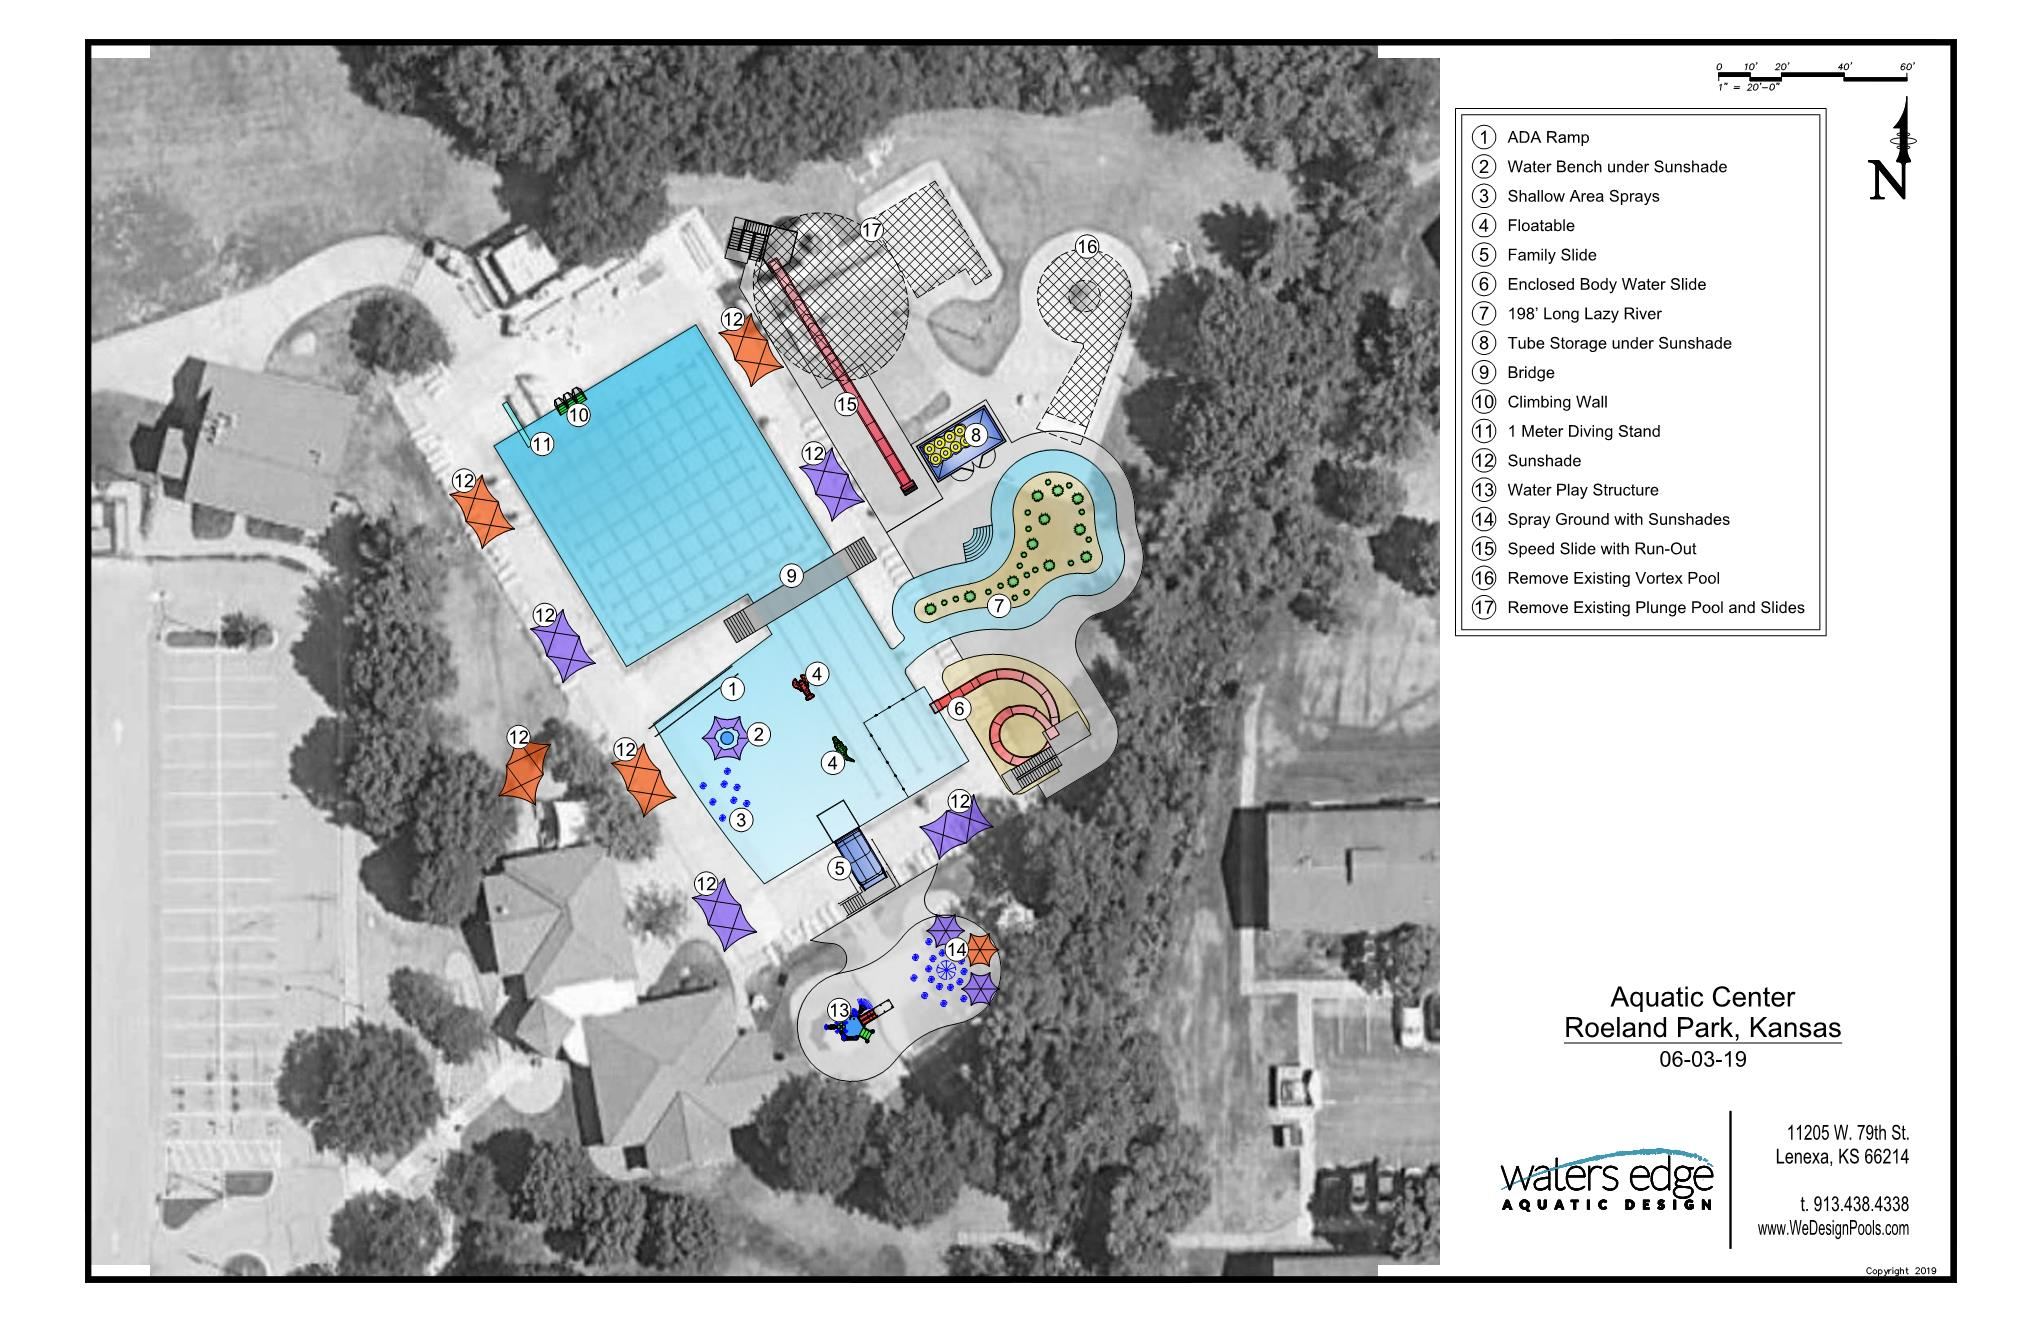 0 10' 20' 40' 60'
1" = 20'-0"
N
1 ADA Ramp
2 Water Bench under Sunshade
3 Shallow Area Sprays
4 Floatable
5 Family Slide
6 Enclosed Body Water Slide
7 198' Long Lazy River
8 Tube Storage under Sunshade
9 Bridge
10 Climbing Wall
11 1 Meter Diving Stand
12 Sunshade
13 Water Play Structure
14 Spray Ground with Sunshades
15 Speed Slide with Run-Out
16 Remove Existing Vortex Pool
17 Remove Existing Plunge Pool and Slides
17
16
12
15
10
8
11
12
12
9
7
12
4
1
6
2
12
12
4
12
3
5
12
14
13
Aquatic Center
Roeland Park, Kansas
06-03-19
waters edge
AQUATIC DESIGN
11205 W. 79th St.
Lenexa, KS 66214
t. 913.438.4338
www.WeDesignPools.com
Copyright 2019